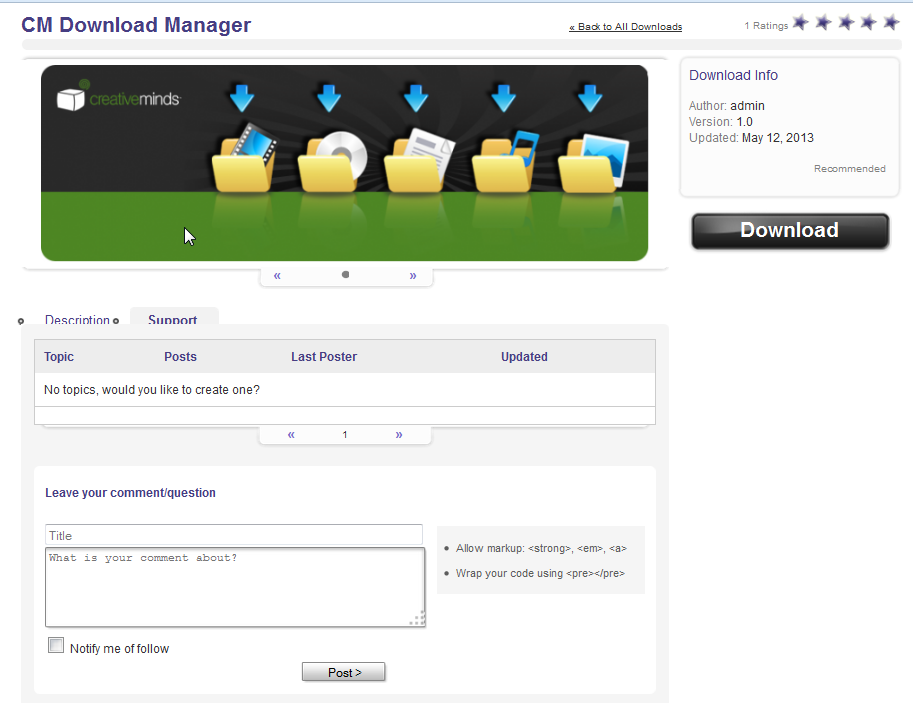 CM Download Manager
« Back to All Downloads
1 Ratings
creativeminds
Download Info
Author: admin
Version: 1.0
Updated: May 12, 2013
Recommended
Download
« »
Description
Support
Topic Posts Last Poster Updated
No topics, would you like to create one?
« 1 »
Leave your comment/question
Title
What is your comment about?
Allow markup: <strong>, <em>, <a>
Wrap your code using <pre></pre>
Notify me of follow
Post >